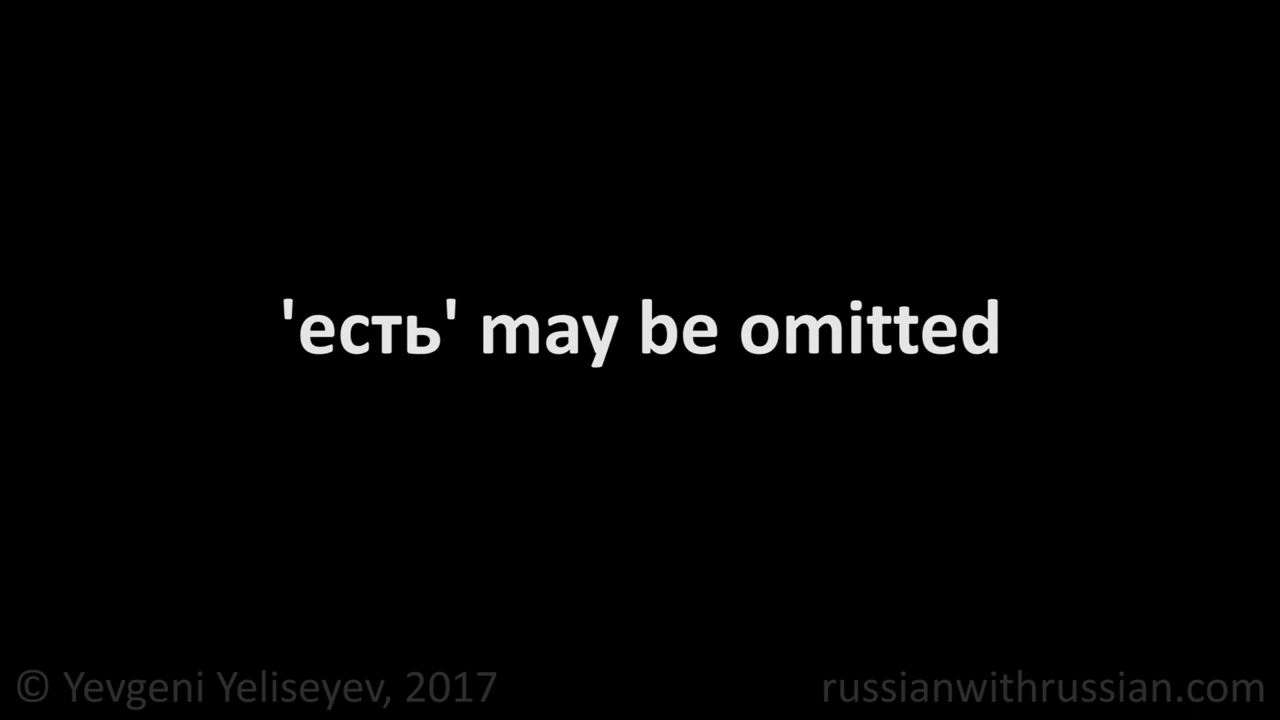 'есть' may be omitted
© Yevgeni Yeliseyev, 2017
russianwithrussian.com